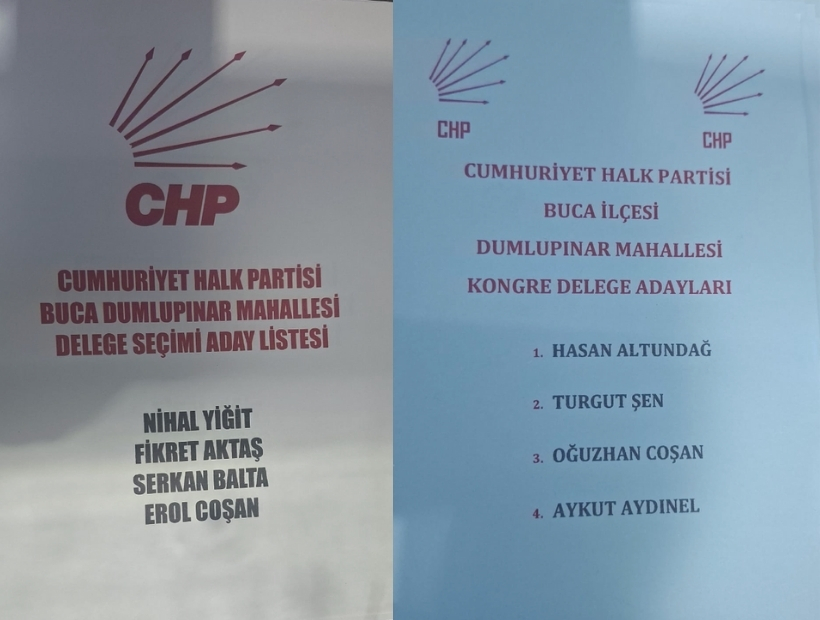 CHP
CUMHURİYET HALK PARTİSİ
BUCA DUMLUPINAR MAHALLESİ
DELEGE SEÇİMİ ADAY LİSTESİ
NİHAL YİĞİT
FİKRET AKTAŞ
SERKAN BALTA
EROL COŞAN
CHP
CHP
CUMHURİYET HALK PARTİSİ
BUCA İLÇESİ
DUMLUPINAR MAHALLESİ
KONGRE DELEGE ADAYLARI
1. HASAN ALTUNDAĞ
2. TURGUT ŞEN
3. OĞUZHAN COŞAN
4. AYKUT AYDINEL